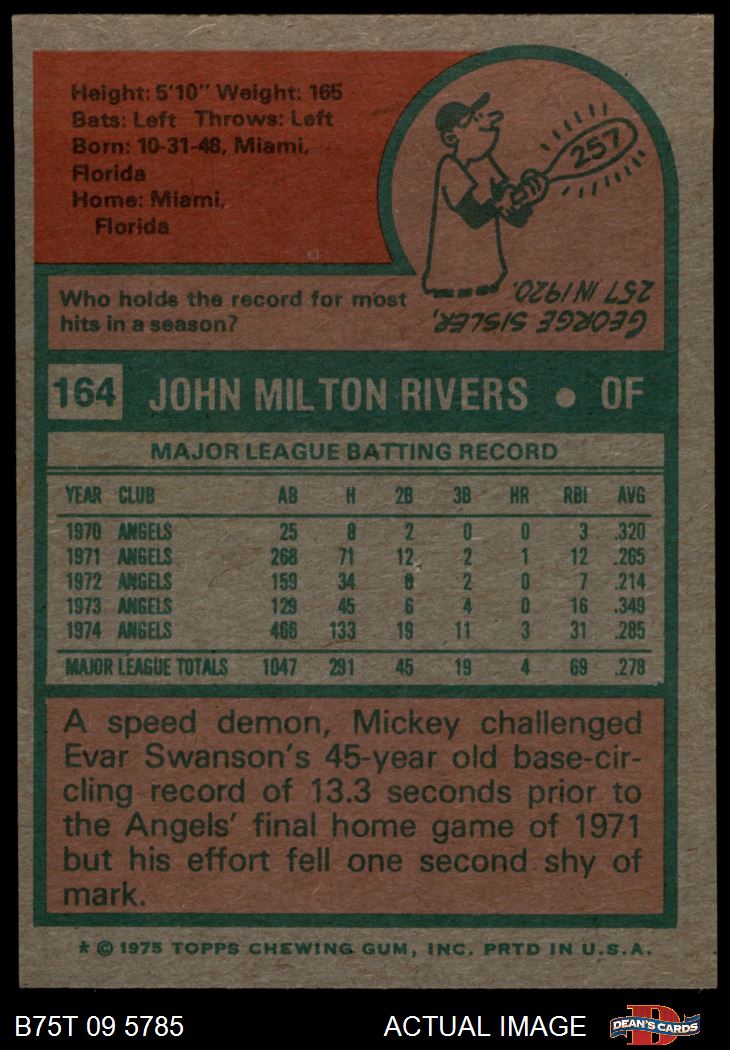 Height: 5'10" Weight: 165
Bats: Left Throws: Left
Born: 10-31-48, Miami,
Florida
Home: Miami,
Florida
257
GEORGE SISLER,
257 IN 1920.
Who holds the record for most
hits in a season?
164 JOHN MILTON RIVERS • OF
MAJOR LEAGUE BATTING RECORD
YEAR CLUB AB H 2B 3B HR RBI AVG
1970 ANGELS 25 8 2 0 0 3 .320
1971 ANGELS 268 71 12 2 1 12 .265
1972 ANGELS 159 34 6 2 0 7 .214
1973 ANGELS 129 45 6 4 0 16 .349
1974 ANGELS 466 133 19 11 3 31 .285
MAJOR LEAGUE TOTALS 1047 291 45 19 4 69 .278
A speed demon, Mickey challenged
Evar Swanson's 45-year old base-cir-
cling record of 13.3 seconds prior to
the Angels' final home game of 1971
but his effort fell one second shy of
mark.
* © 1975 TOPPS CHEWING GUM, INC. PRTD IN U.S.A.
B75T 09 5785 ACTUAL IMAGE
D
DEAN'S CARDS